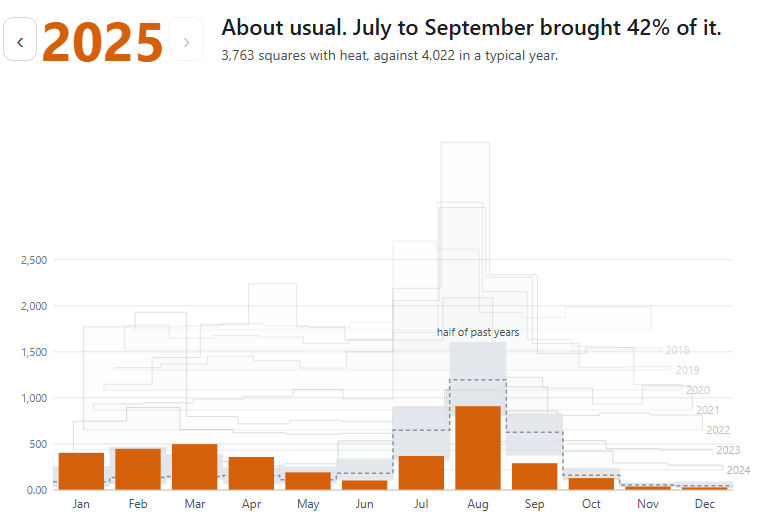 ‹ 2025 ›
About usual. July to September brought 42% of it.
3,763 squares with heat, against 4,022 in a typical year.
2,500
2,000
half of past years
1,500
2018
2019
1,000
2020
2021
2022
500
2023
2024
0.00
Jan Feb Mar Apr May Jun Jul Aug Sep Oct Nov Dec